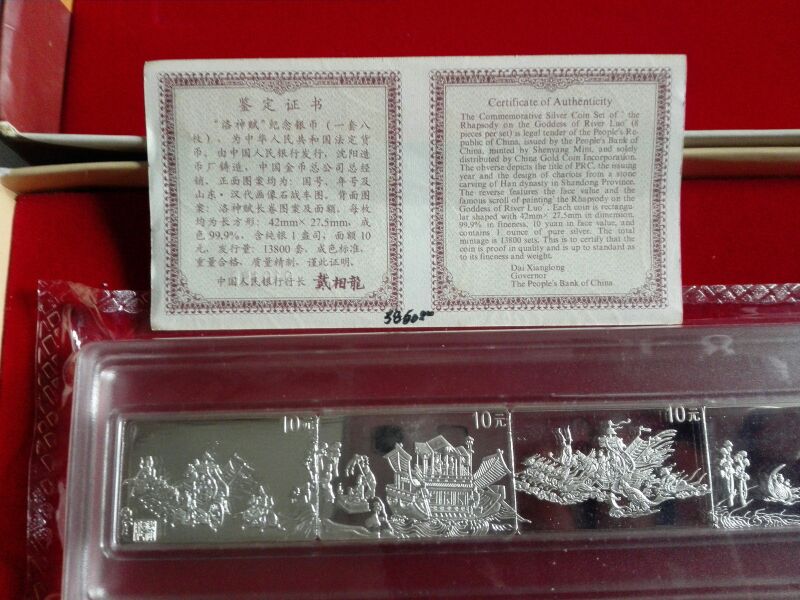 鉴定证书
“洛神赋”纪念银币(一套八
枚),为中华人民共和国法定货
币。由中国人民银行发行,沈阳造
币厂铸造,中国金币总公司总经
销。正面图案均为:国号、年号及
山东·汉代画像石战车图。背面图
案:洛神赋长卷图案及面额。每枚
均为长方形:42mm×27.5mm,成
色99.9%,含纯银1盎司,面额10
元,发行量:13800套。成色标准,
重量合格,质量精制,谨此证明。
中国人民银行行长 戴相龍
Certificate of Authenticity
The Commemorative Silver Coin Set of "the
Rhapsody on the Goddess of River Luo" (8
pieces per set) is legal tender of the People's Re-
public of China, issued by the People's Bank of
China, minted by Shenyang Mint, and solely
distributed by China Gold Coin Incorporation.
The obverse depicts the title of PRC, the issuing
year and the design of chariots from a stone
carving of Han dynasty in Shandong Province.
The reverse features the face value and the
famous scroll of painting "the Rhapsody on the
Goddess of River Luo". Each coin is rectangu-
lar shaped with 42mm×27.5mm in dimension,
99.9% in fineness, 10 yuan in face value, and
contains 1 ounce of pure silver. The total
mintage is 13800 sets. This is to certify that the
coin is proof in quality and is up to standard as
to its fineness and weight.
Dai Xianglong
Governor
The People's Bank of China
10元
10元
10元
10元